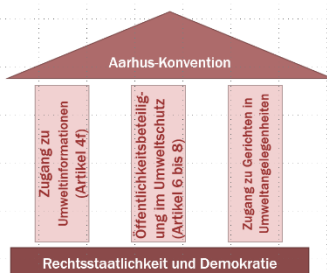 Aarhus-Konvention
Zugang zu
Umweltinformationen
(Artikel 4f)
Öffentlichkeitsbeteilig-
ung im Umweltschutz
(Artikel 6 bis 8)
Zugang zu Gerichten in
Umweltangelegenheiten
Rechtsstaatlichkeit und Demokratie